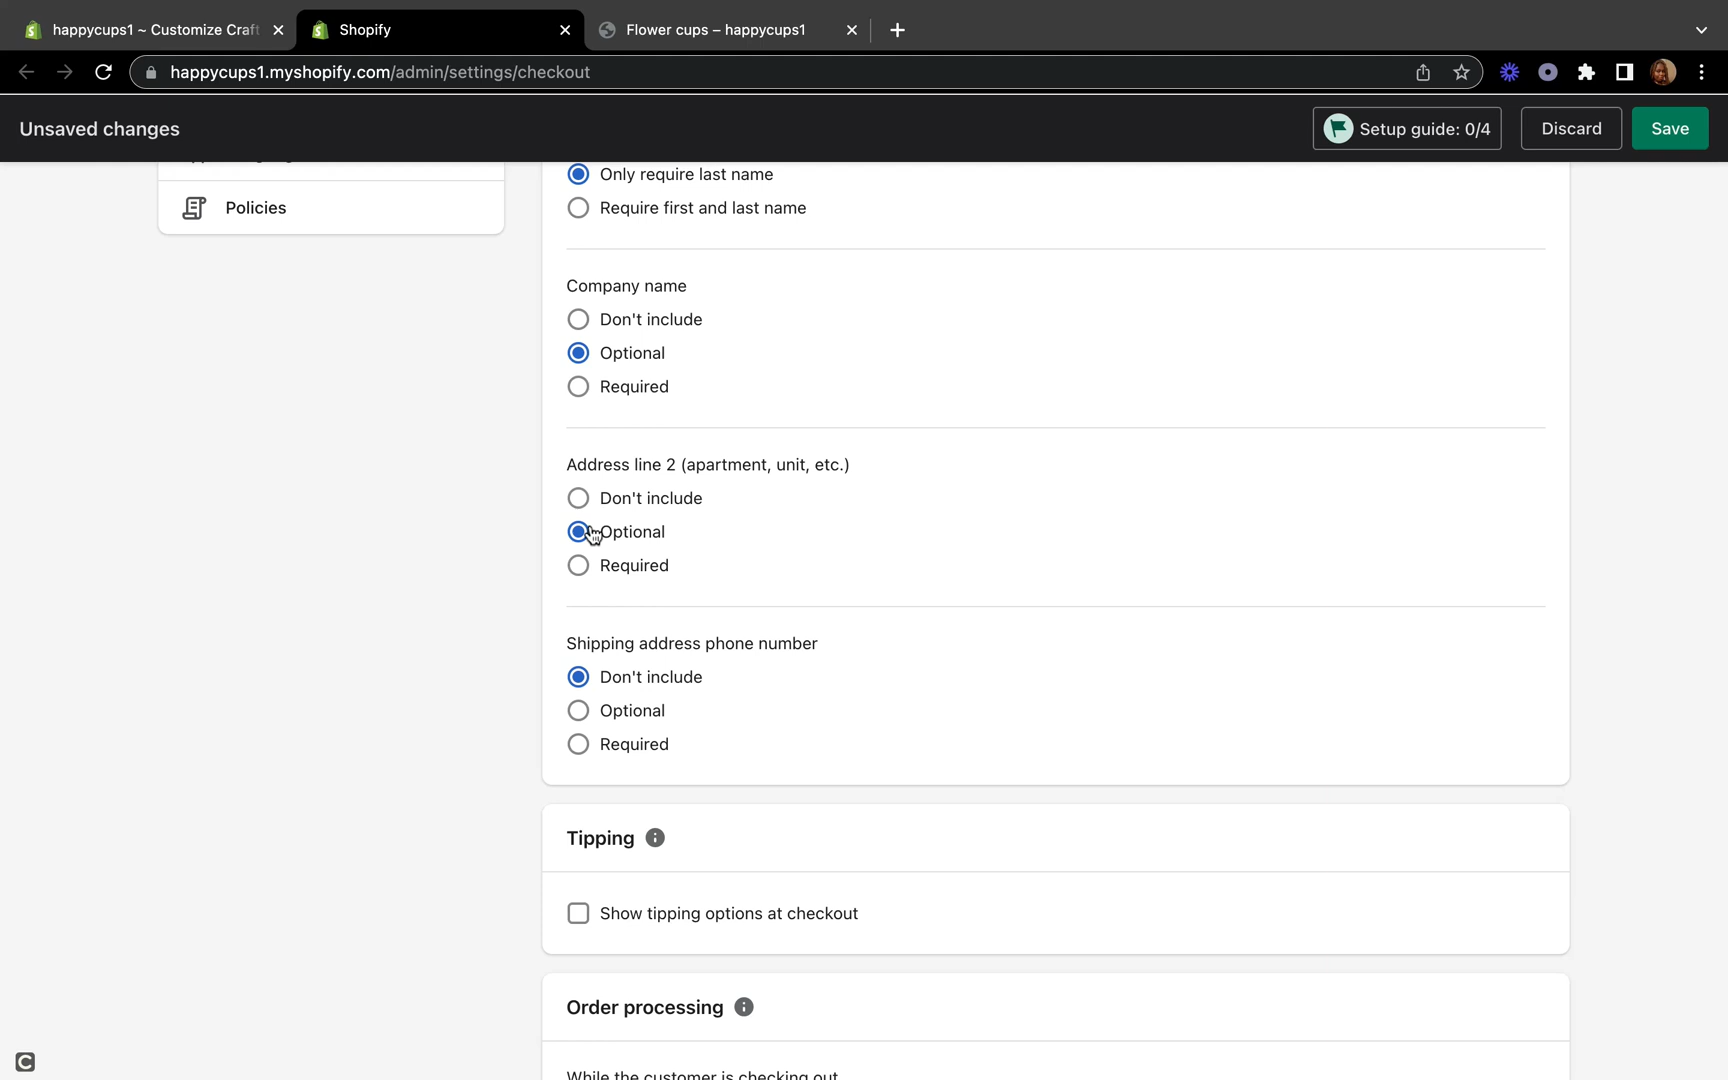 happycups1 ~ Customize Craft
Shopify
Flower cups – happycups1
happycups1.myshopify.com/admin/settings/checkout
Unsaved changes
Setup guide: 0/4
Discard
Save
Policies
Only require last name
Require first and last name
Company name
Don't include
Optional
Required
Address line 2 (apartment, unit, etc.)
Don't include
Optional
Required
Shipping address phone number
Don't include
Optional
Required
Tipping
Show tipping options at checkout
Order processing
While the customer is checking out